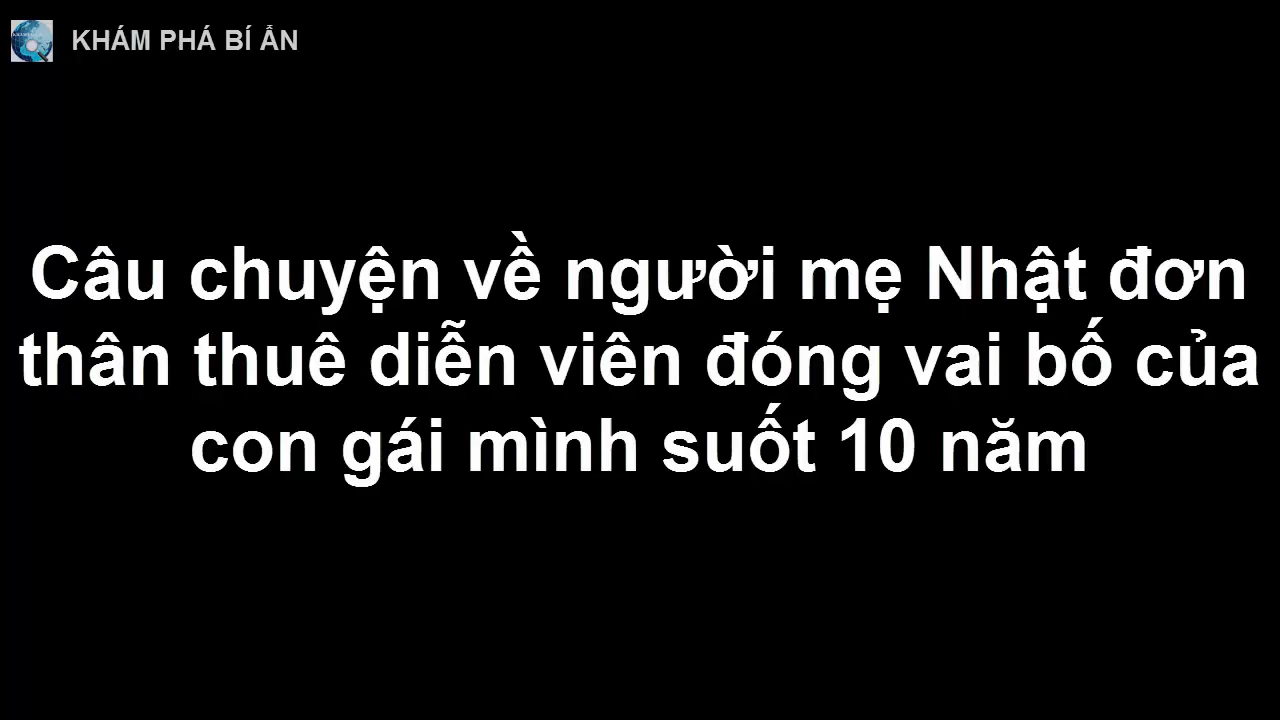 KHÁM PHÁ BÍ ẨN
Câu chuyện về người mẹ Nhật đơn
thân thuê diễn viên đóng vai bố của
con gái mình suốt 10 năm